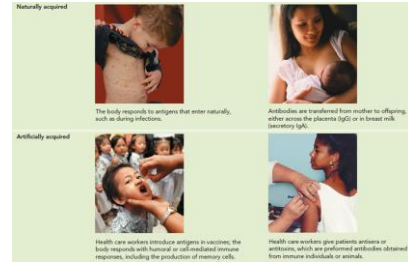 Naturally acquired
The body responds to antigens that enter naturally,
such as during infections.
Antibodies are transferred from mother to offspring,
either across the placenta (IgG) or in breast milk
(secretory IgA).
Artificially acquired
Health care workers introduce antigens in vaccines; the
body responds with humoral or cell-mediated immune
responses, including the production of memory cells.
Health care workers give patients antisera or
antitoxins, which are preformed antibodies obtained
from immune individuals or animals.